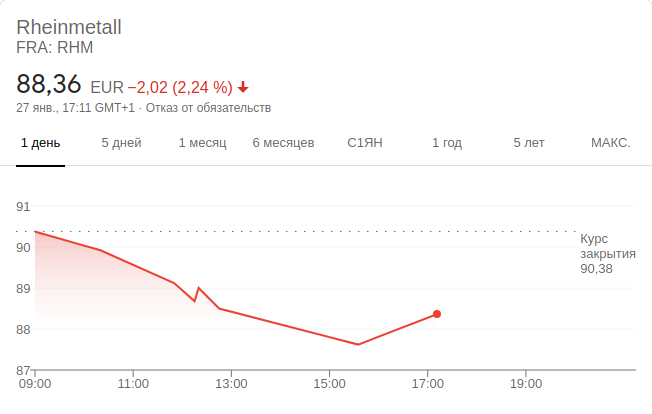 Rheinmetall
FRA: RHM
88,36 EUR −2,02 (2,24 %)
27 янв., 17:11 GMT+1 · Отказ от обязательств
1 день 5 дней 1 месяц 6 месяцев С1ЯН 1 год 5 лет МАКС.
91
90
89
88
87
Курс
закрытия
90,38
09:00 11:00 13:00 15:00 17:00 19:00